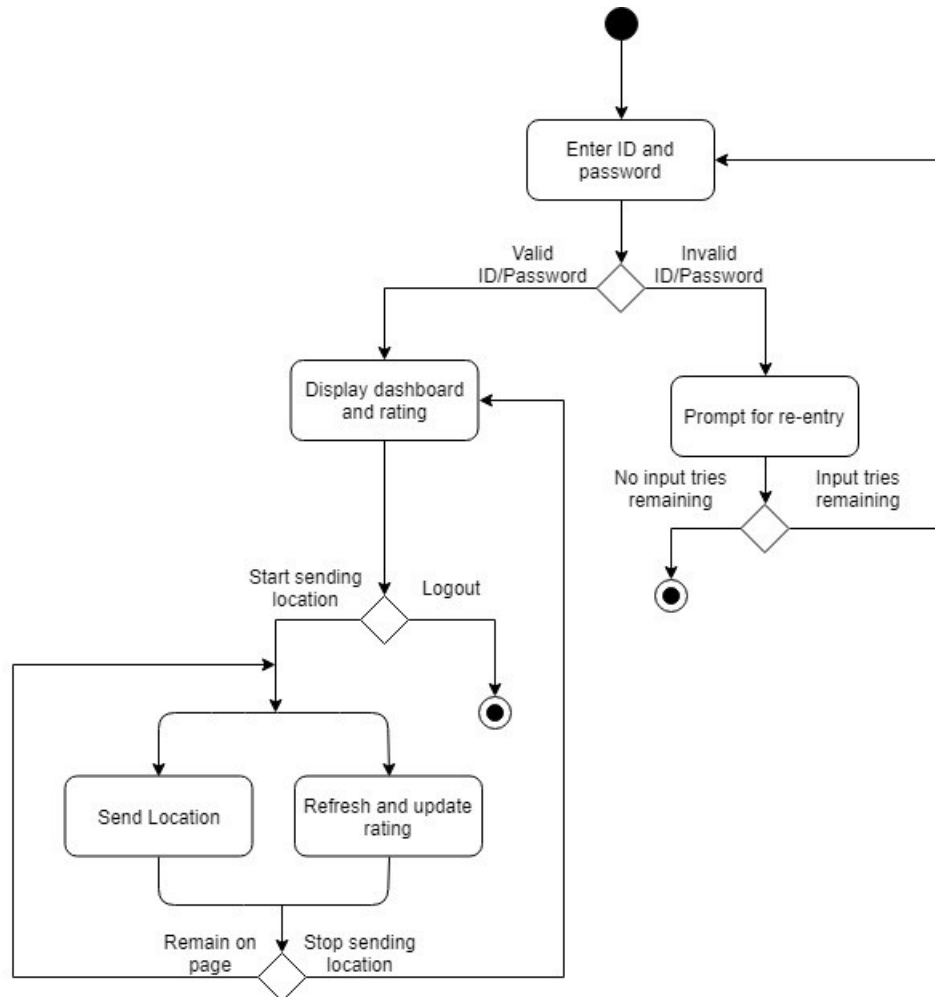 Enter ID and
password
Valid
ID/Password
Invalid
ID/Password
Display dashboard
and rating
Prompt for re-entry
No input tries
remaining
Input tries
remaining
Start sending
location
Logout
Send Location
Refresh and update
rating
Remain on
page
Stop sending
location